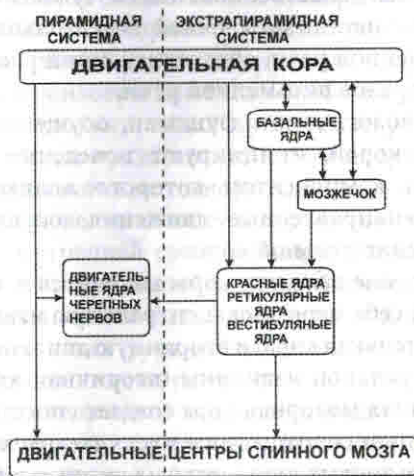 ПИРАМИДНАЯ СИСТЕМА
ЭКСТРАПИРАМИДНАЯ СИСТЕМА
ДВИГАТЕЛЬНАЯ КОРА
БАЗАЛЬНЫЕ
ЯДРА
МОЗЖЕЧОК
ДВИГАТЕЛЬ-
НЫЕ ЯДРА
ЧЕРЕПНЫХ
НЕРВОВ
КРАСНЫЕ ЯДРА
РЕТИКУЛЯРНЫЕ
ЯДРА
ВЕСТИБУЛЯНЫЕ
ЯДРА
ДВИГАТЕЛЬНЫЕ ЦЕНТРЫ СПИННОГО МОЗГА